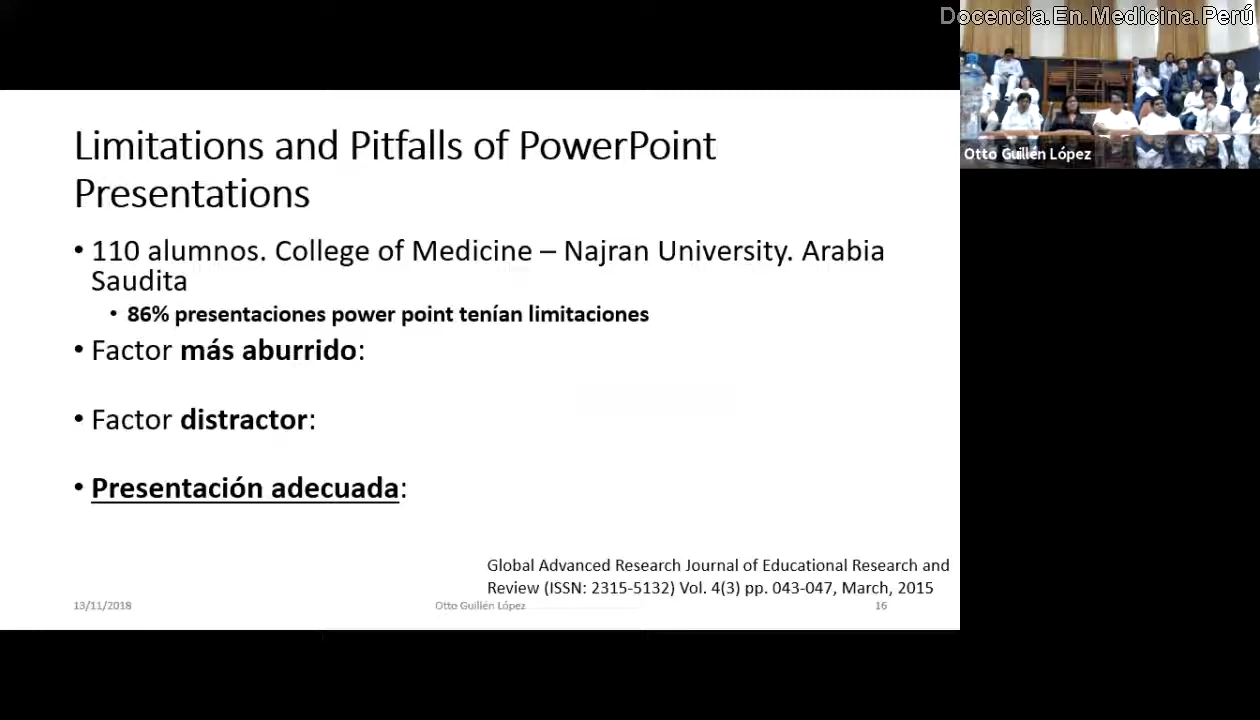 Docencia.En.Medicina.Perú
Otto Guillén López
Limitations and Pitfalls of PowerPoint
Presentations
• 110 alumnos. College of Medicine – Najran University. Arabia
Saudita
• 86% presentaciones power point tenían limitaciones
• Factor más aburrido:
• Factor distractor:
• Presentación adecuada:
Global Advanced Research Journal of Educational Research and
Review (ISSN: 2315-5132) Vol. 4(3) pp. 043-047, March, 2015
13/11/2018 Otto Guillén López 16